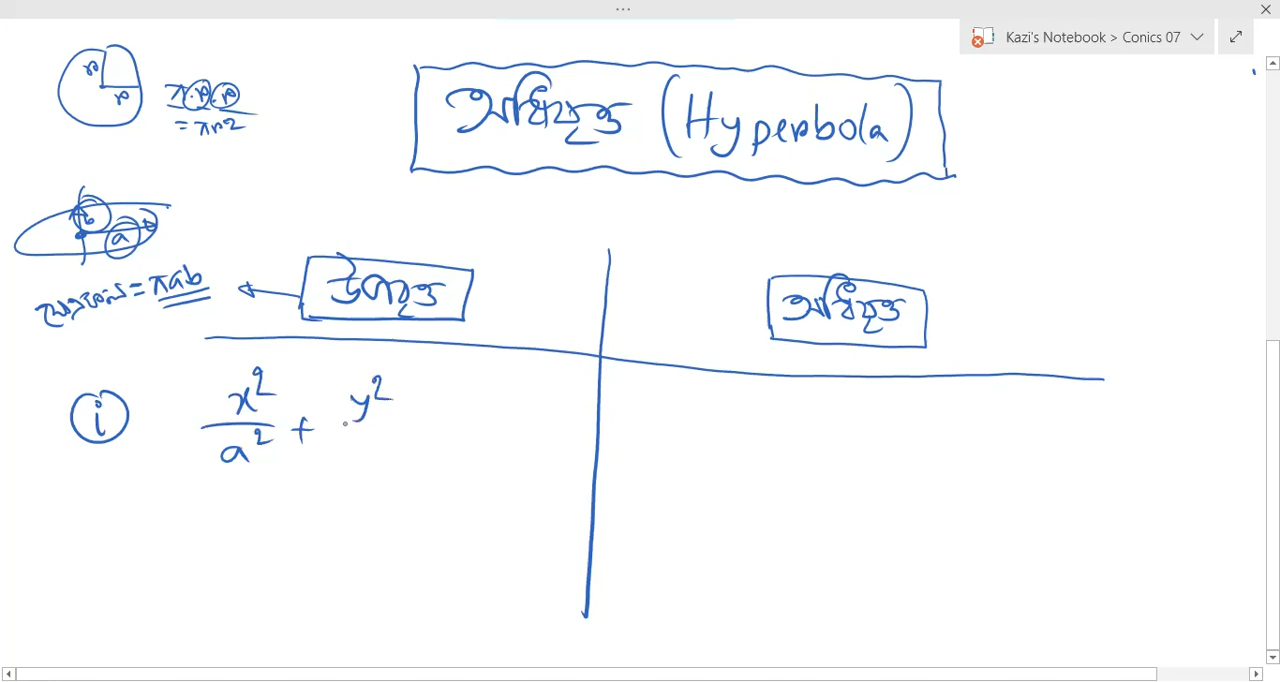 Kazi's Notebook > Conics 07
r
r
π·r·r
= πr²
অধিবৃত্ত (Hyperbola)
b
a
ক্ষেত্রফল = πab
উপবৃত্ত
অধিবৃত্ত
i
x²/a² + y²